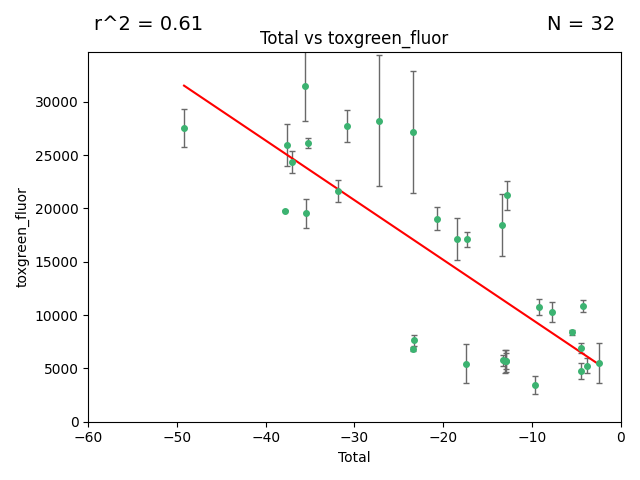 r^2 = 0.61
N = 32
Total vs toxgreen_fluor
toxgreen_fluor
30000
25000
20000
15000
10000
5000
0
−60
−50
−40
−30
−20
−10
0
Total